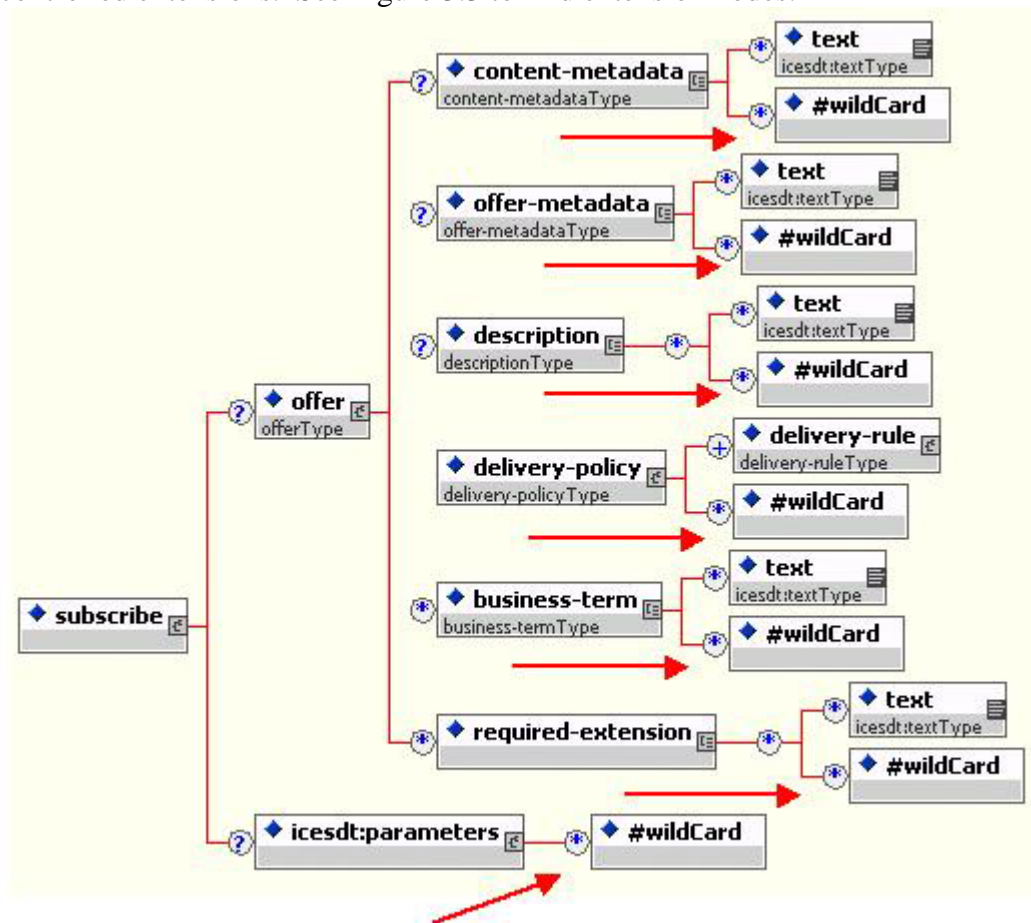 content-metadata
content-metadataType
text
icesdt:textType
#wildCard
offer-metadata
offer-metadataType
text
icesdt:textType
#wildCard
description
descriptionType
text
icesdt:textType
#wildCard
offer
offerType
delivery-policy
delivery-policyType
delivery-rule
delivery-ruleType
#wildCard
subscribe
business-term
business-termType
text
icesdt:textType
#wildCard
required-extension
text
icesdt:textType
#wildCard
icesdt:parameters
#wildCard